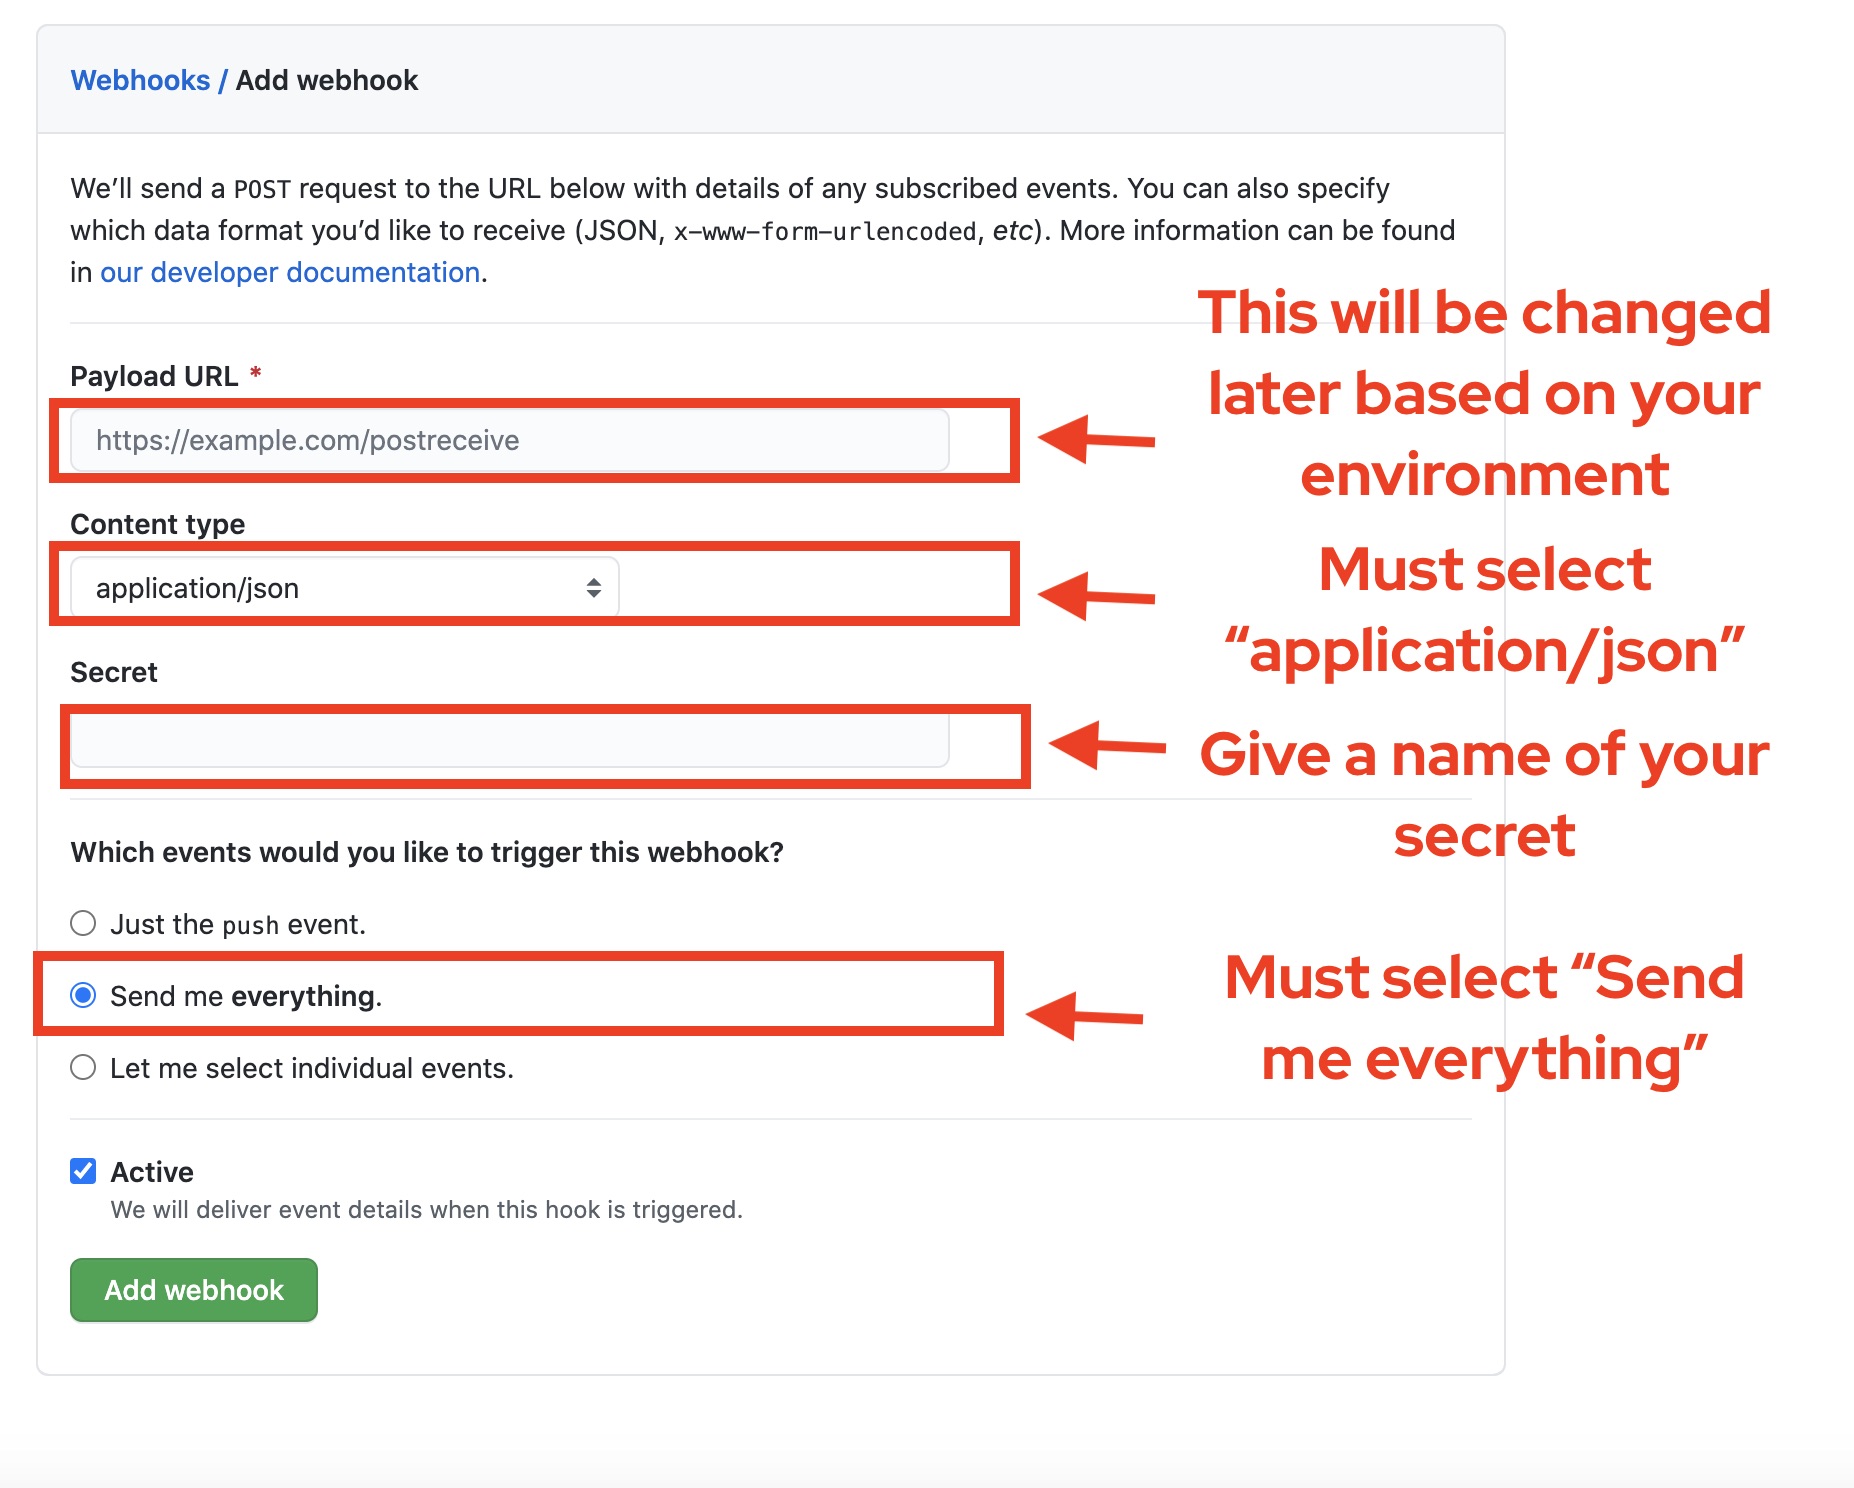 Webhooks / Add webhook
We’ll send a POST request to the URL below with details of any subscribed events. You can also specify
which data format you’d like to receive (JSON, x-www-form-urlencoded, etc). More information can be found
in our developer documentation.
Payload URL *
https://example.com/postreceive
This will be changed
later based on your
environment
Content type
application/json
Must select
“application/json”
Secret
Give a name of your
secret
Which events would you like to trigger this webhook?
Just the push event.
Send me everything.
Must select “Send
me everything”
Let me select individual events.
Active
We will deliver event details when this hook is triggered.
Add webhook